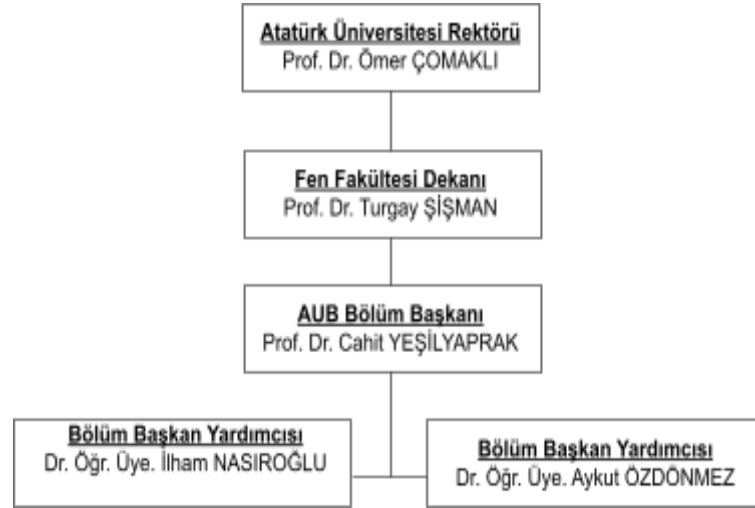 Atatürk Üniversitesi Rektörü
Prof. Dr. Ömer ÇOMAKLI
Fen Fakültesi Dekanı
Prof. Dr. Turgay ŞİŞMAN
AUB Bölüm Başkanı
Prof. Dr. Cahit YEŞİLYAPRAK
Bölüm Başkan Yardımcısı
Dr. Öğr. Üye. İlham NASIROĞLU
Bölüm Başkan Yardımcısı
Dr. Öğr. Üye. Aykut ÖZDÖNMEZ